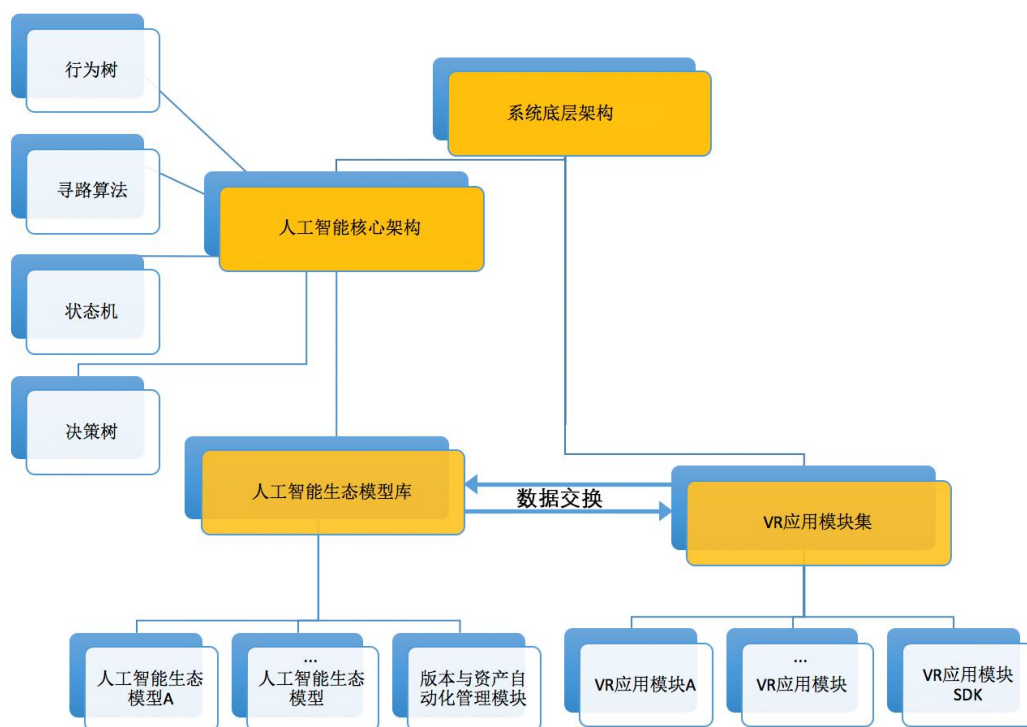 行为树
系统底层架构
寻路算法
人工智能核心架构
状态机
决策树
人工智能生态模型库
数据交换
VR应用模块集
人工智能生态
模型A
...
人工智能生态
模型
版本与资产自
动化管理模块
VR应用模块A
...
VR应用模块
VR应用模块
SDK